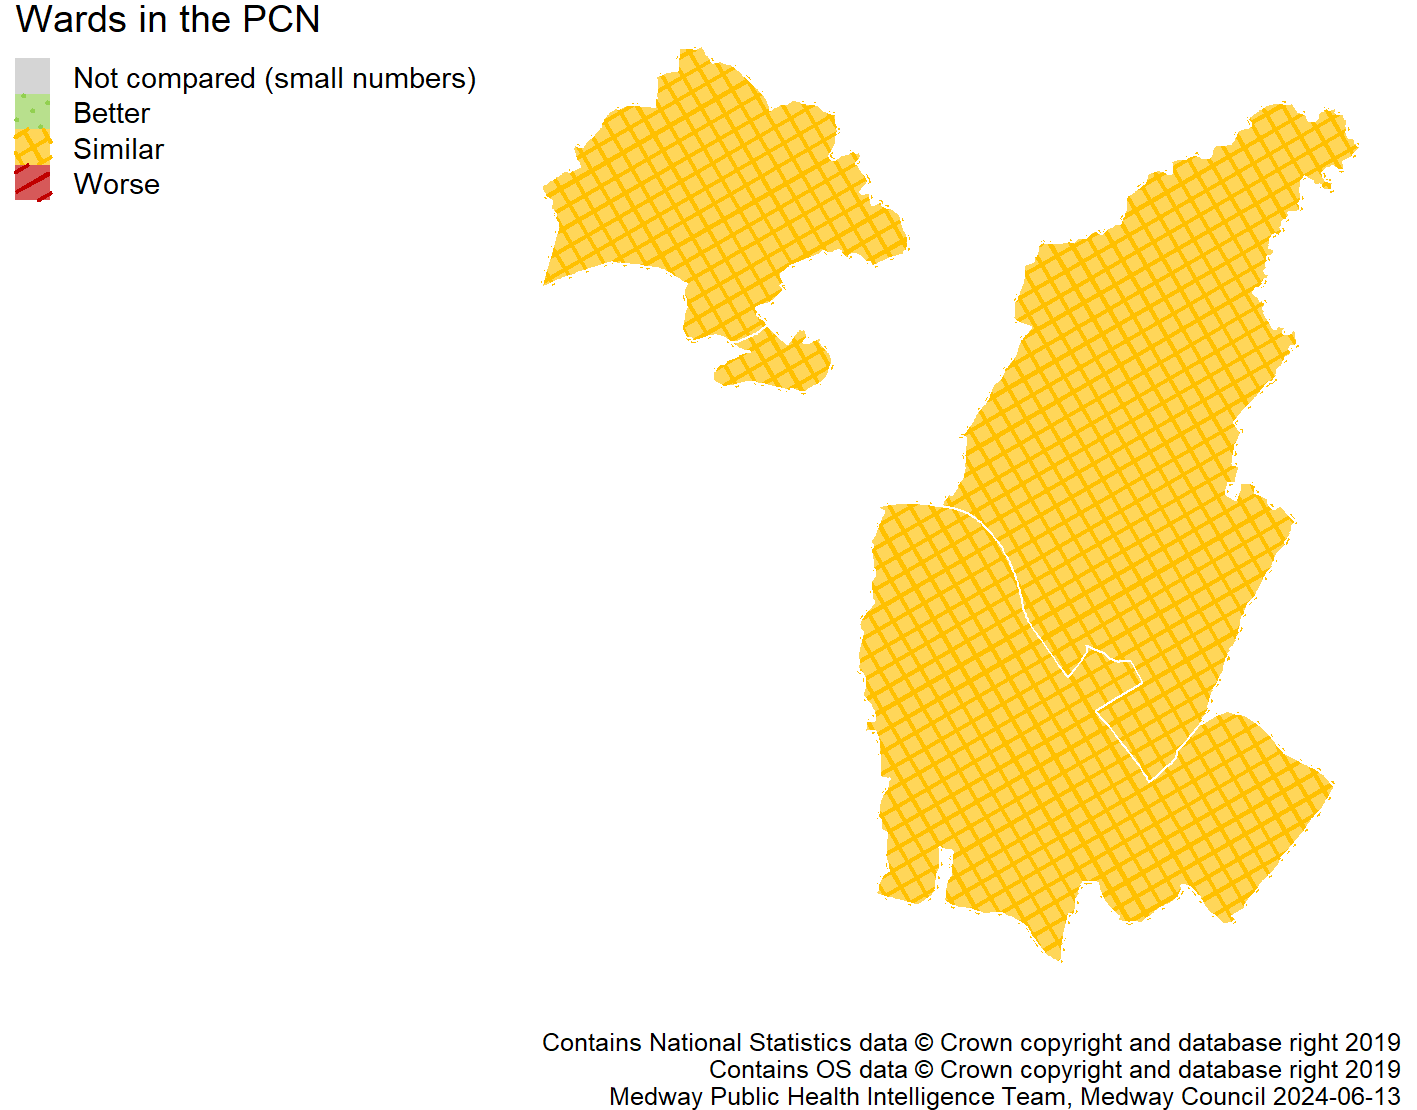 Wards in the PCN
Not compared (small numbers)
Better
Similar
Worse
Contains National Statistics data © Crown copyright and database right 2019
Contains OS data © Crown copyright and database right 2019
Medway Public Health Intelligence Team, Medway Council 2024-06-13